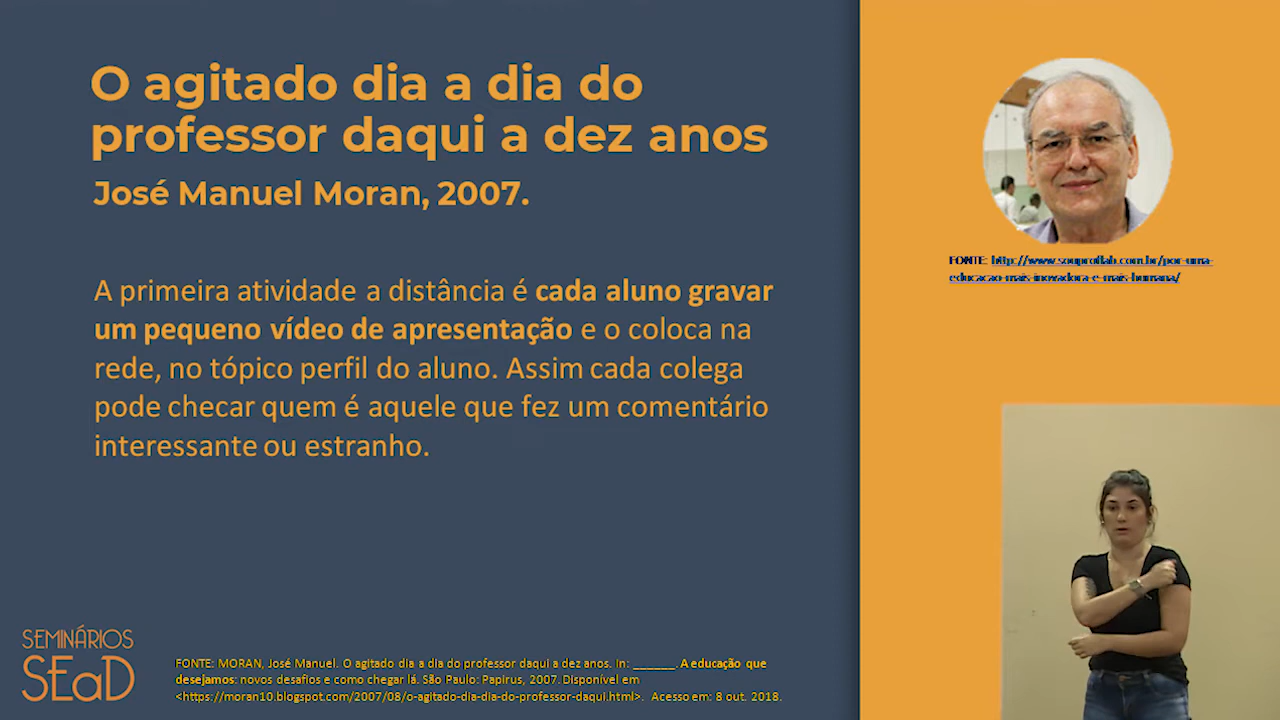 O agitado dia a dia do
professor daqui a dez anos
José Manuel Moran, 2007.
A primeira atividade a distância é cada aluno gravar
um pequeno vídeo de apresentação e o coloca na
rede, no tópico perfil do aluno. Assim cada colega
pode checar quem é aquele que fez um comentário
interessante ou estranho.
FONTE: http://www.souproflab.com.br/por-uma-
educacao-mais-inovadora-e-mais-humana/
SEMINÁRIOS
SEaD
FONTE: MORAN, José Manuel. O agitado dia a dia do professor daqui a dez anos. In: ______. A educação que
desejamos: novos desafios e como chegar lá. São Paulo: Papirus, 2007. Disponível em
<https://moran10.blogspot.com/2007/08/o-agitado-dia-dia-do-professor-daqui.html>. Acesso em: 8 out. 2018.